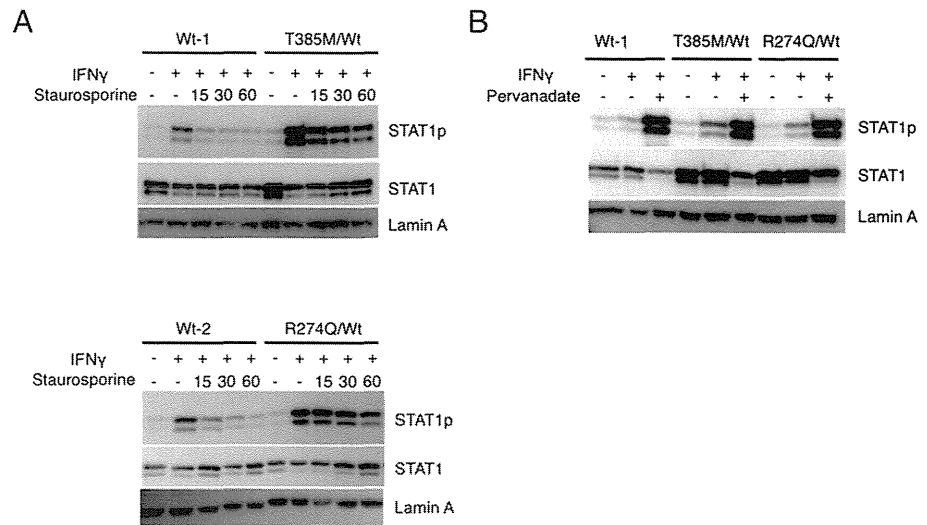 A
Wt-1 T385M/Wt
IFNγ - + + + + - + + + +
Staurosporine - - 15 30 60 - - 15 30 60
STAT1p
STAT1
Lamin A
Wt-2 R274Q/Wt
IFNγ - + + + + - + + + +
Staurosporine - - 15 30 60 - - 15 30 60
STAT1p
STAT1
Lamin A
B
Wt-1 T385M/Wt R274Q/Wt
IFNγ - + + - + + - + +
Pervanadate - - + - - + - - +
STAT1p
STAT1
Lamin A